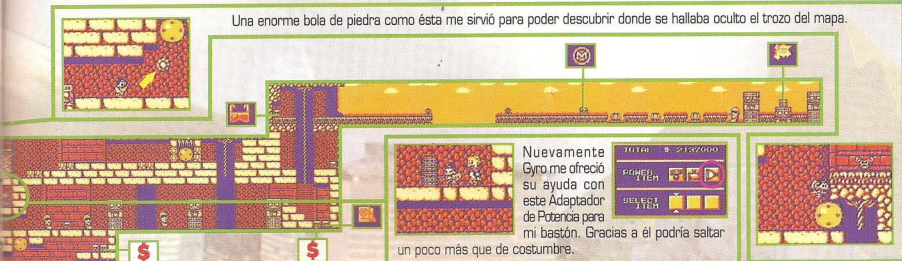 Una enorme bola de piedra como ésta me sirvió para poder descubrir donde se hallaba oculto el trozo del mapa.
M
Nuevamente
Gyro me ofreció
su ayuda con
este Adaptador
de Potencia para
mi bastón. Gracias a él podría saltar
un poco más que de costumbre.
TOTAL $ 2137000
POWER
ITEM
SELECT
ITEM
$
$